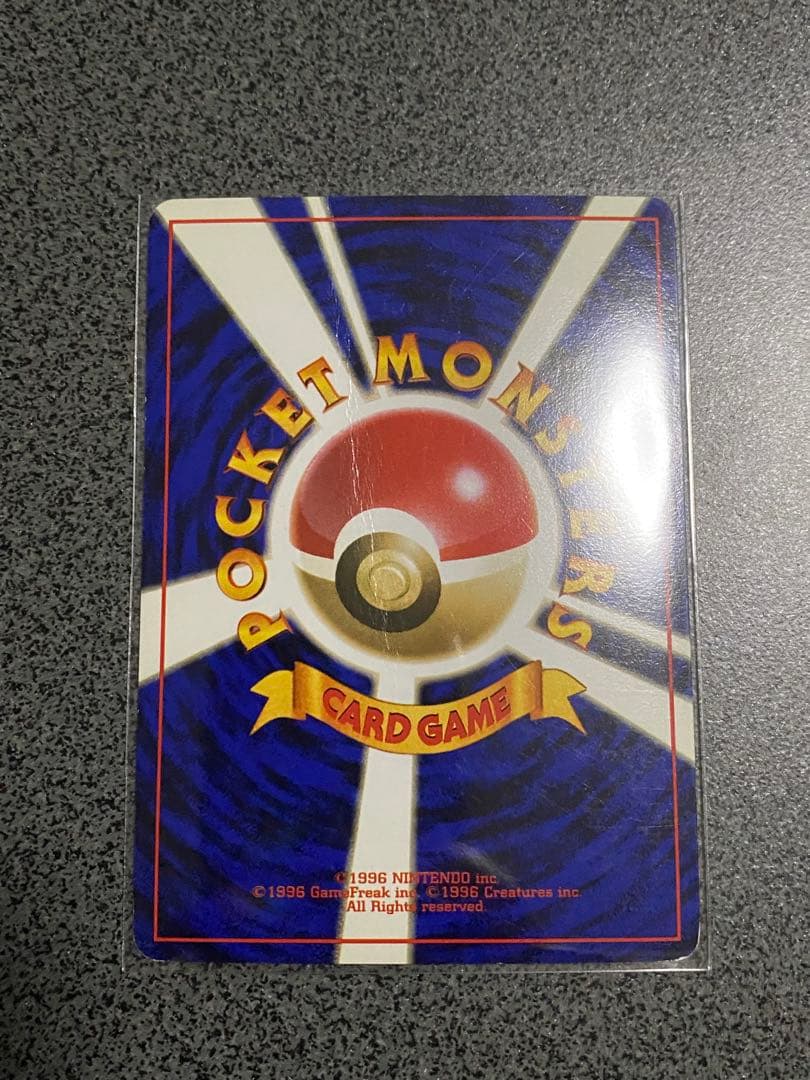 POCKET MONSTERS
CARD GAME
©1996 NINTENDO inc.
©1996 GameFreak inc. ©1996 Creatures inc.
All Rights reserved.